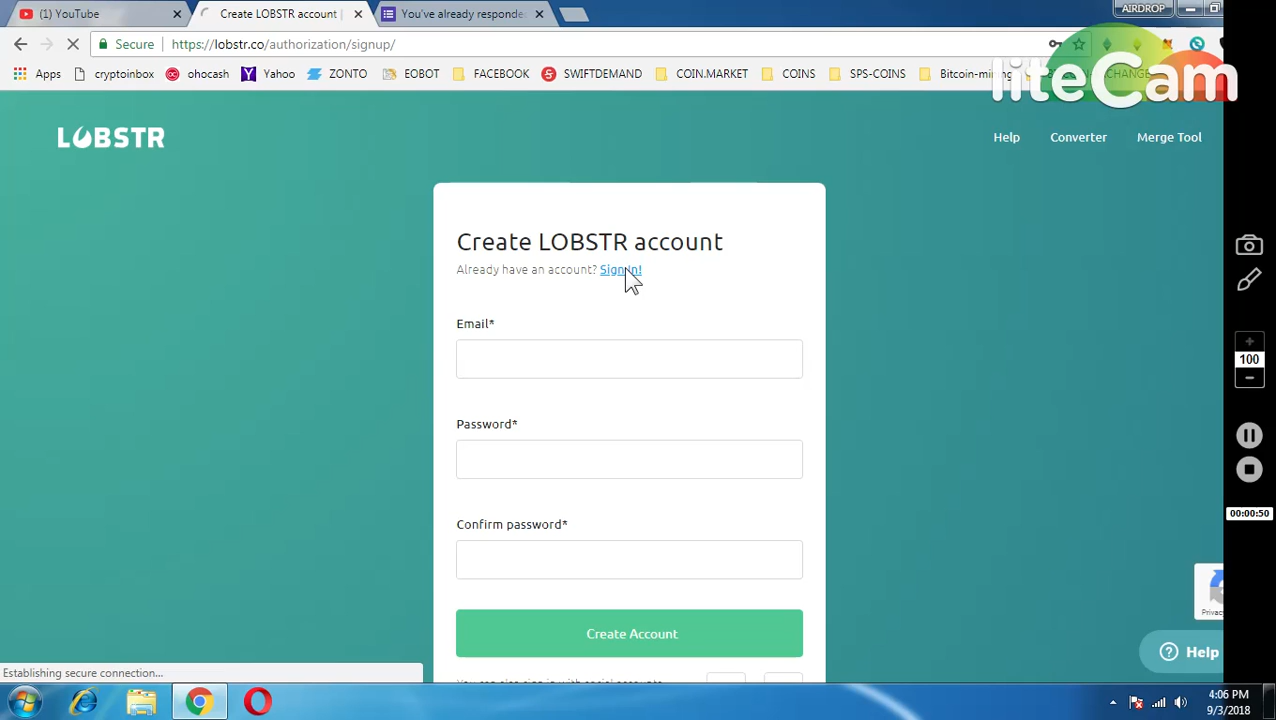 AIRDROP
(1) YouTube
Create LOBSTR account |
You've already responde
Secure
https://lobstr.co/authorization/signup/
Apps
cryptoinbox
ohocash
Yahoo
ZONTO
EOBOT
FACEBOOK
SWIFTDEMAND
COIN.MARKET
COINS
SPS-COINS
Bitcoin-mining
liteCam
LOBSTR
Help
Converter
Merge Tool
Create LOBSTR account
Already have an account? Sign In!
Email*
Password*
Confirm password*
Create Account
100
00:00:50
Privac
Help
Establishing secure connection...
4:06 PM
9/3/2018